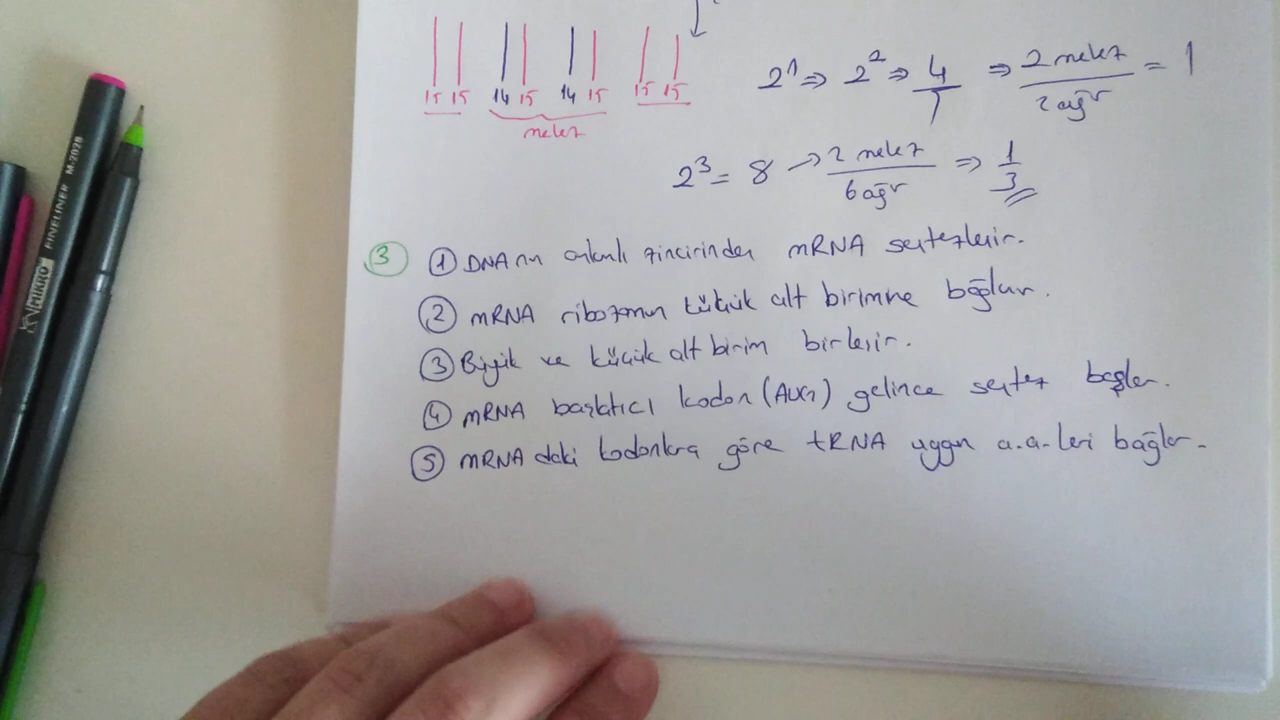 15 15 14 15 14 15 15 15
melez
2¹ ⇒ 2² ⇒ 4 ⇒ 2 melez / 2 ağır = 1
2³ = 8 → 2 melez / 6 ağır ⇒ 1/3
3 1 DNA nın anlamlı zincirinden mRNA sentezlenir.
2 mRNA ribozomun küçük alt birimine bağlanır.
3 Büyük ve küçük alt birim birleşir.
4 mRNA başlatıcı kodon (AUG) gelince sentez başlar.
5 mRNA daki kodonlara göre tRNA uygun a.a.leri bağlar.
KYMIKRO FINELINER M-2028